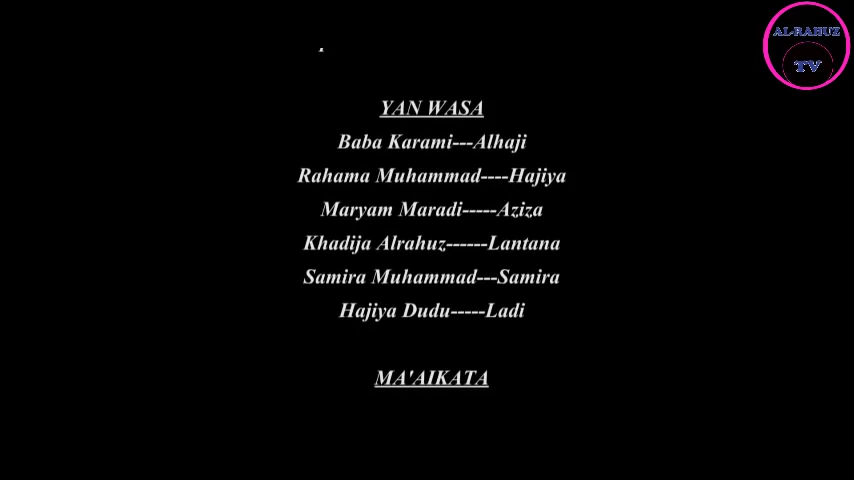 AL-RAHUZ
TV
YAN WASA
Baba Karami---Alhaji
Rahama Muhammad----Hajiya
Maryam Maradi-----Aziza
Khadija Alrahuz------Lantana
Samira Muhammad---Samira
Hajiya Dudu-----Ladi
MA'AIKATA